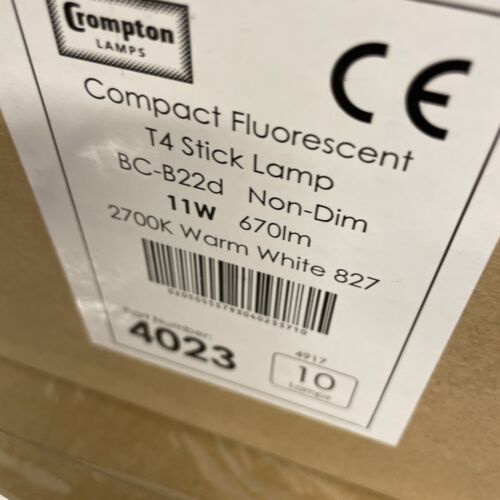 Crompton
LAMPS
CE
Compact Fluorescent
T4 Stick Lamp
BC-B22d Non-Dim
11W 670lm
2700K Warm White 827
Part Number:
4023
4917
10
Lamps